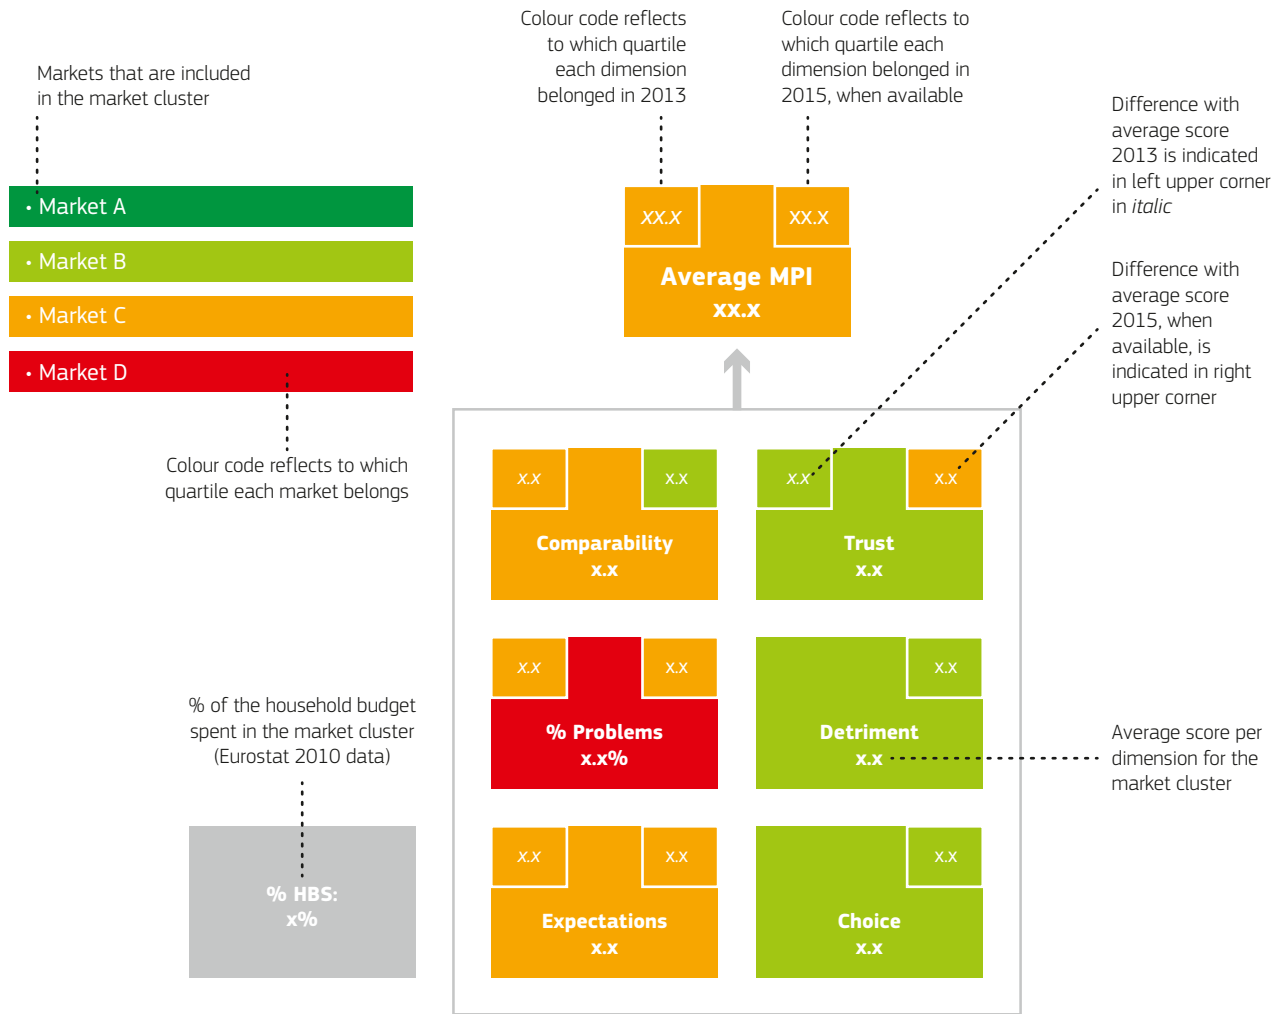 Colour code reflects
to which quartile
each dimension
belonged in 2013
Colour code reflects to
which quartile each
dimension belonged in
2015, when available
Markets that are included
in the market cluster
Difference with
average score
2013 is indicated
in left upper corner
in italic
• Market A
• Market B
• Market C
• Market D
xx.x
xx.x
Average MPI
xx.x
Difference with
average score
2015, when
available, is
indicated in right
upper corner
Colour code reflects to which
quartile each market belongs
x.x
x.x
Comparability
x.x
x.x
x.x
Trust
x.x
x.x
x.x
% Problems
x.x%
x.x
Detriment
x.x
% of the household budget
spent in the market cluster
(Eurostat 2010 data)
Average score per
dimension for the
market cluster
% HBS:
x%
x.x
x.x
Expectations
x.x
x.x
Choice
x.x